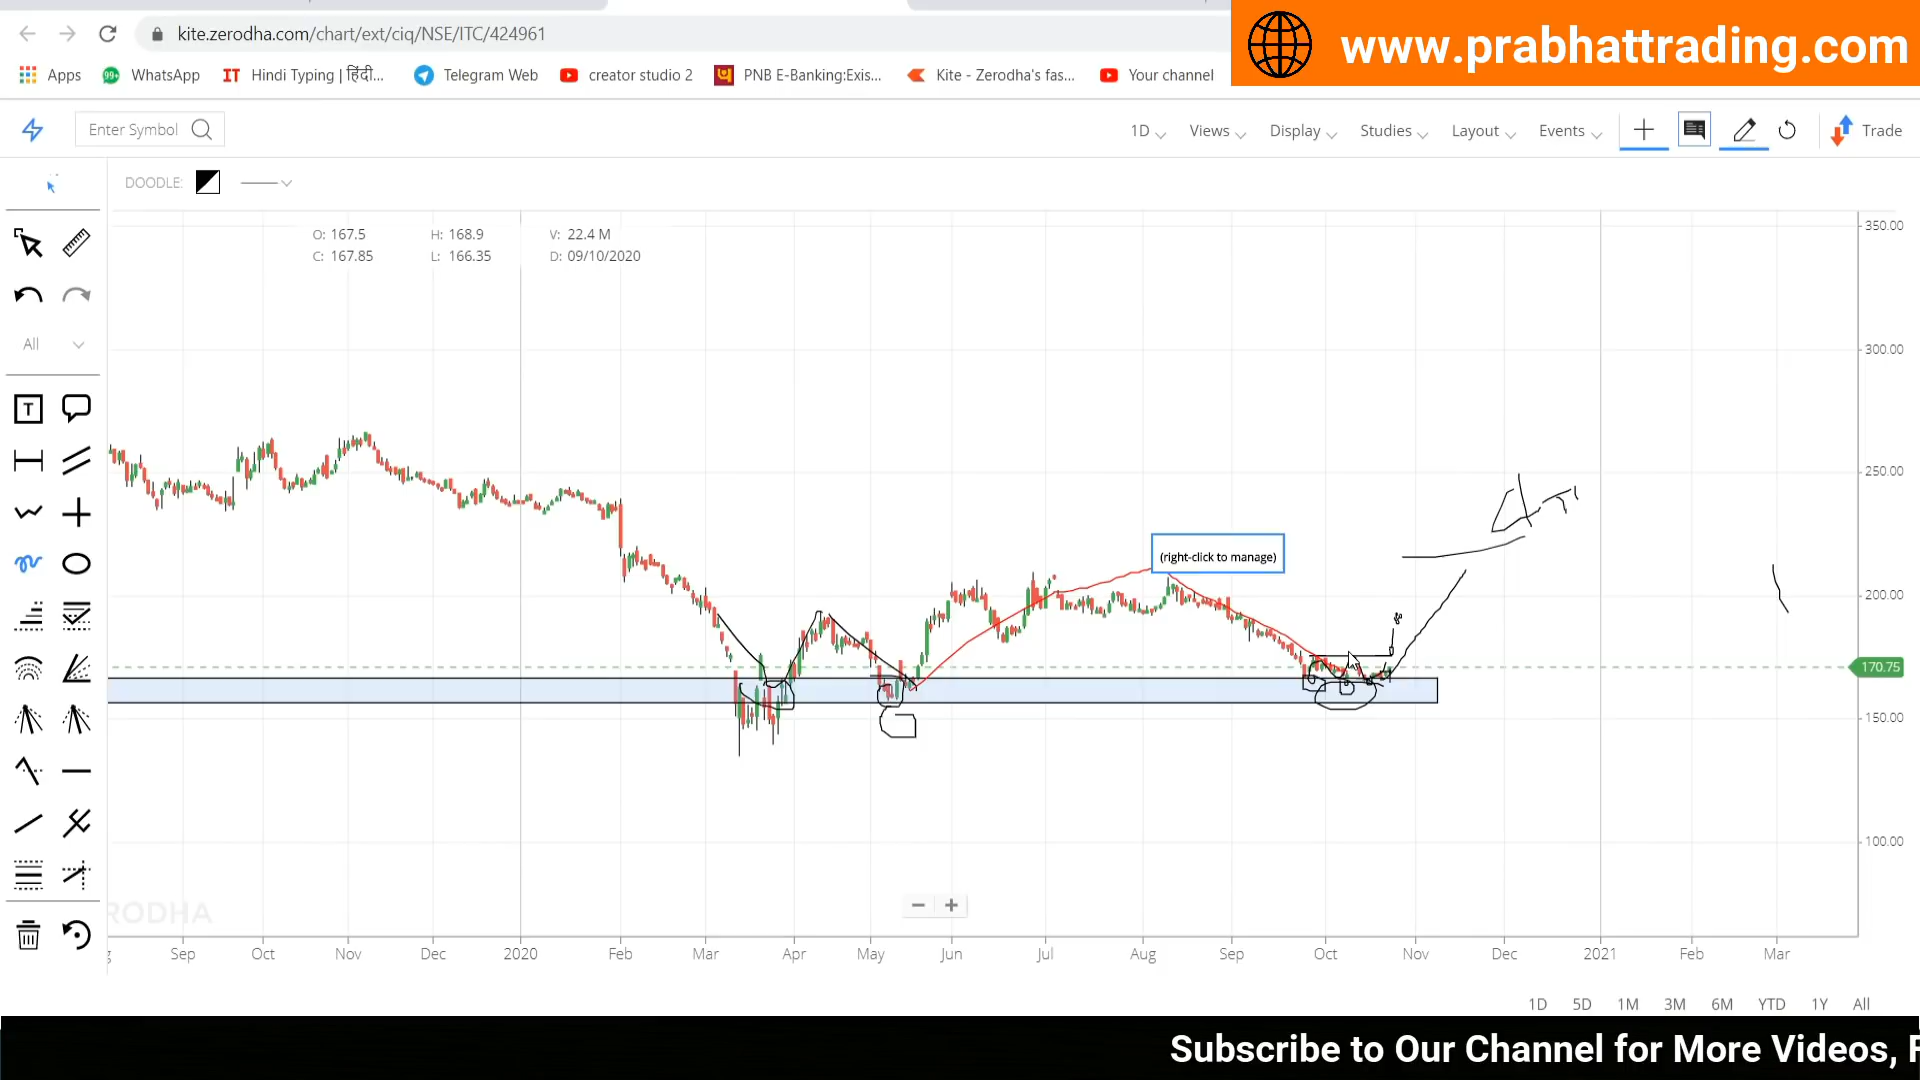 kite.zerodha.com/chart/ext/ciq/NSE/ITC/424961
www.prabhattrading.com
Apps
99+ WhatsApp
IT Hindi Typing | हिंदी...
Telegram Web
creator studio 2
PNB E-Banking:Exis...
Kite - Zerodha's fas...
Your channel
Enter Symbol
1D
Views
Display
Studies
Layout
Events
Trade
DOODLE:
O: 167.5
H: 168.9
V: 22.4 M
C: 167.85
L: 166.35
D: 09/10/2020
All
T
350.00
300.00
250.00
200.00
170.75
150.00
100.00
(right-click to manage)
RODHA
Sep
Oct
Nov
Dec
2020
Feb
Mar
Apr
May
Jun
Jul
Aug
Sep
Oct
Nov
Dec
2021
Feb
Mar
1D
5D
1M
3M
6M
YTD
1Y
All
Subscribe to Our Channel for More Videos,